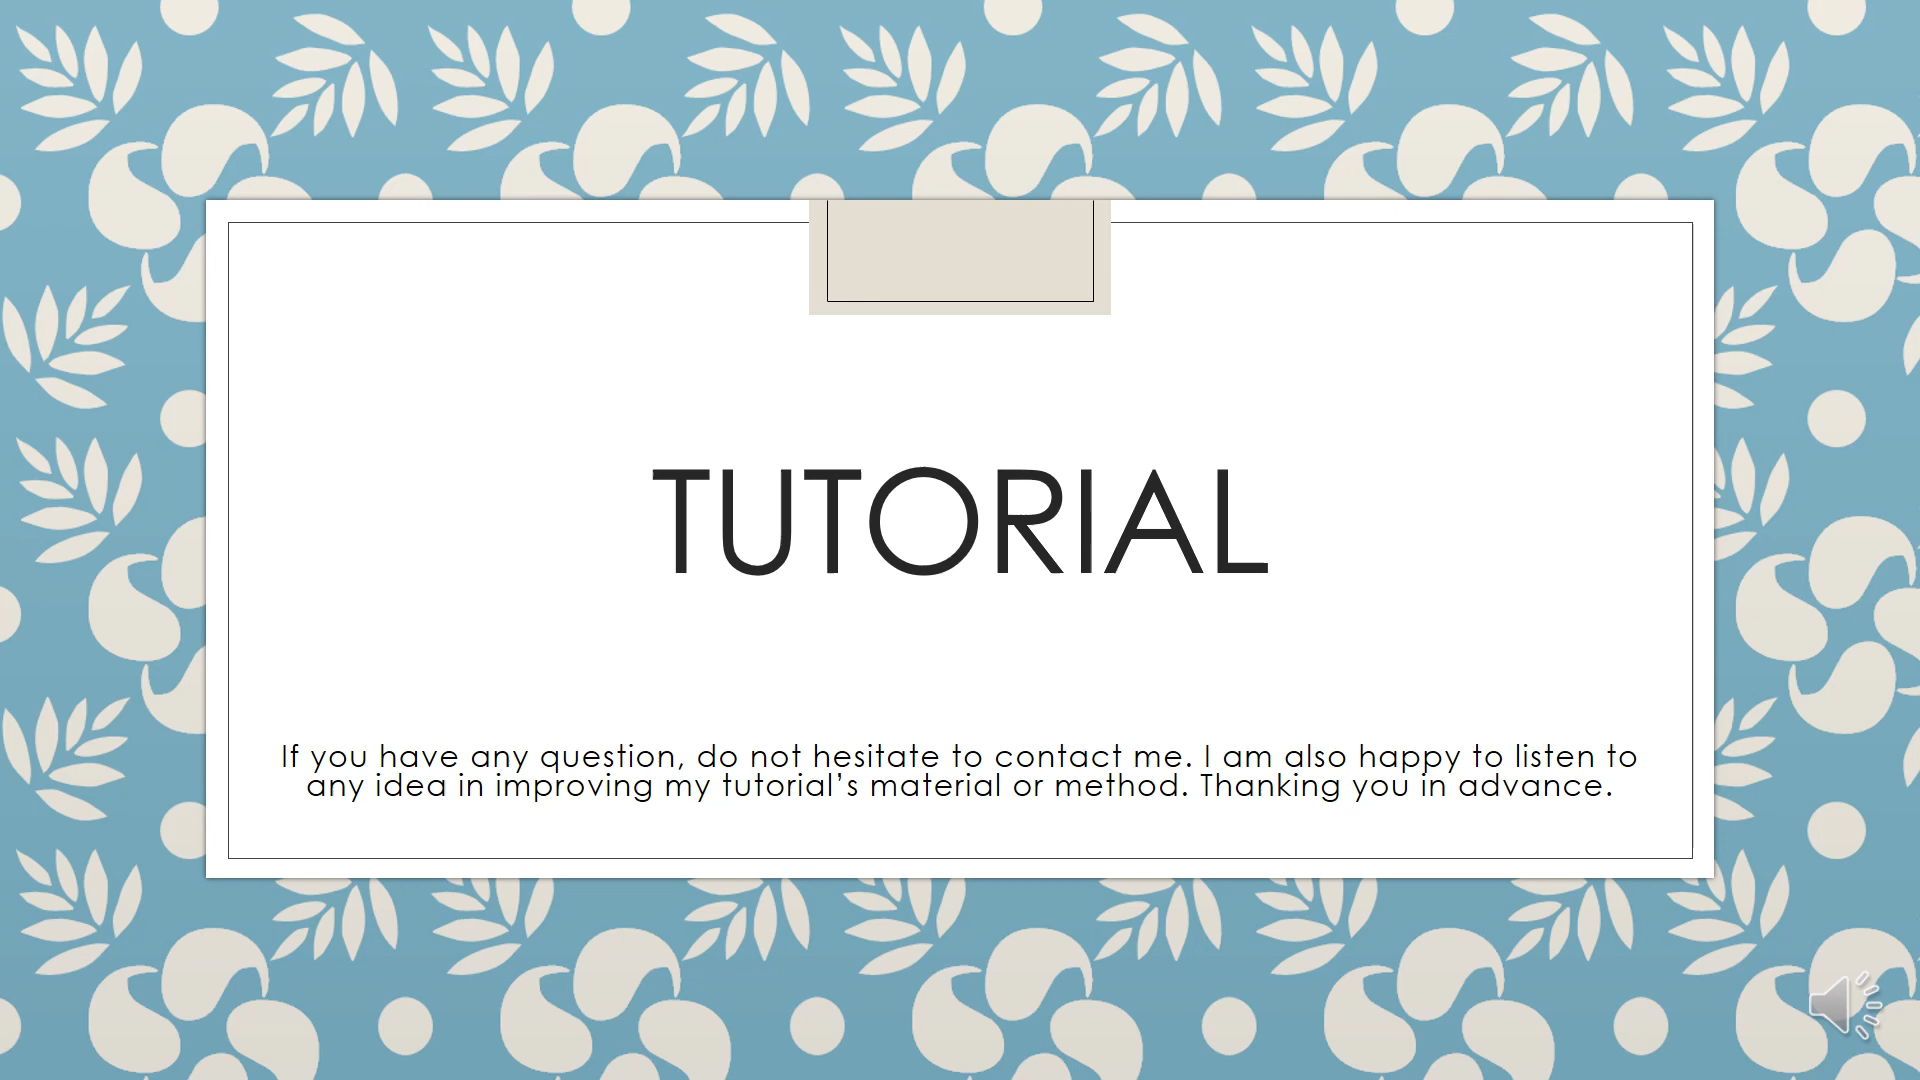 TUTORIAL
If you have any question, do not hesitate to contact me. I am also happy to listen to
any idea in improving my tutorial’s material or method. Thanking you in advance.